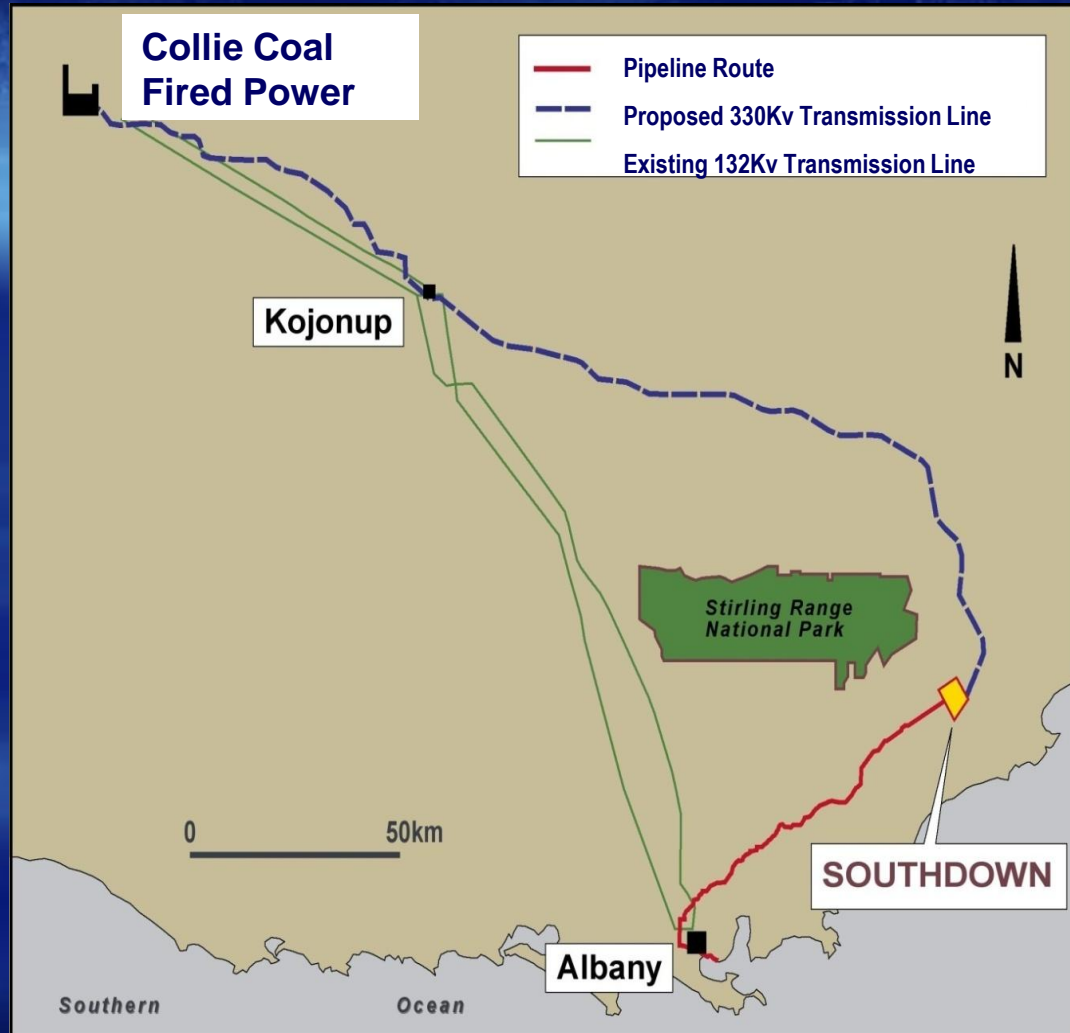 Collie Coal
Fired Power
Pipeline Route
Proposed 330Kv Transmission Line
Existing 132Kv Transmission Line
N
Kojonup
Stirling Range
National Park
0 50km
SOUTHDOWN
Albany
Southern Ocean